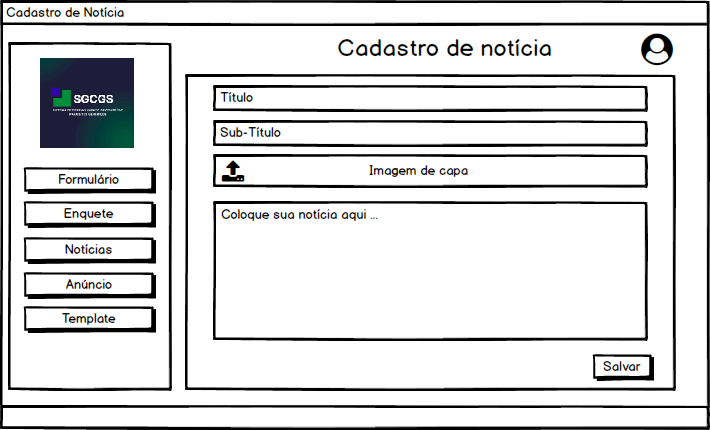 Cadastro de Notícia
SGCGS
Formulário
Enquete
Notícias
Anúncio
Template
Cadastro de notícia
Título
Sub-Título
Imagem de capa
Coloque sua notícia aqui ...
Salvar